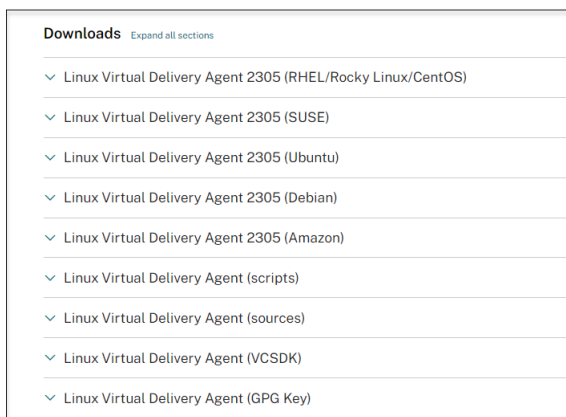 Downloads Expand all sections
Linux Virtual Delivery Agent 2305 (RHEL/Rocky Linux/CentOS)
Linux Virtual Delivery Agent 2305 (SUSE)
Linux Virtual Delivery Agent 2305 (Ubuntu)
Linux Virtual Delivery Agent 2305 (Debian)
Linux Virtual Delivery Agent 2305 (Amazon)
Linux Virtual Delivery Agent (scripts)
Linux Virtual Delivery Agent (sources)
Linux Virtual Delivery Agent (VCSDK)
Linux Virtual Delivery Agent (GPG Key)